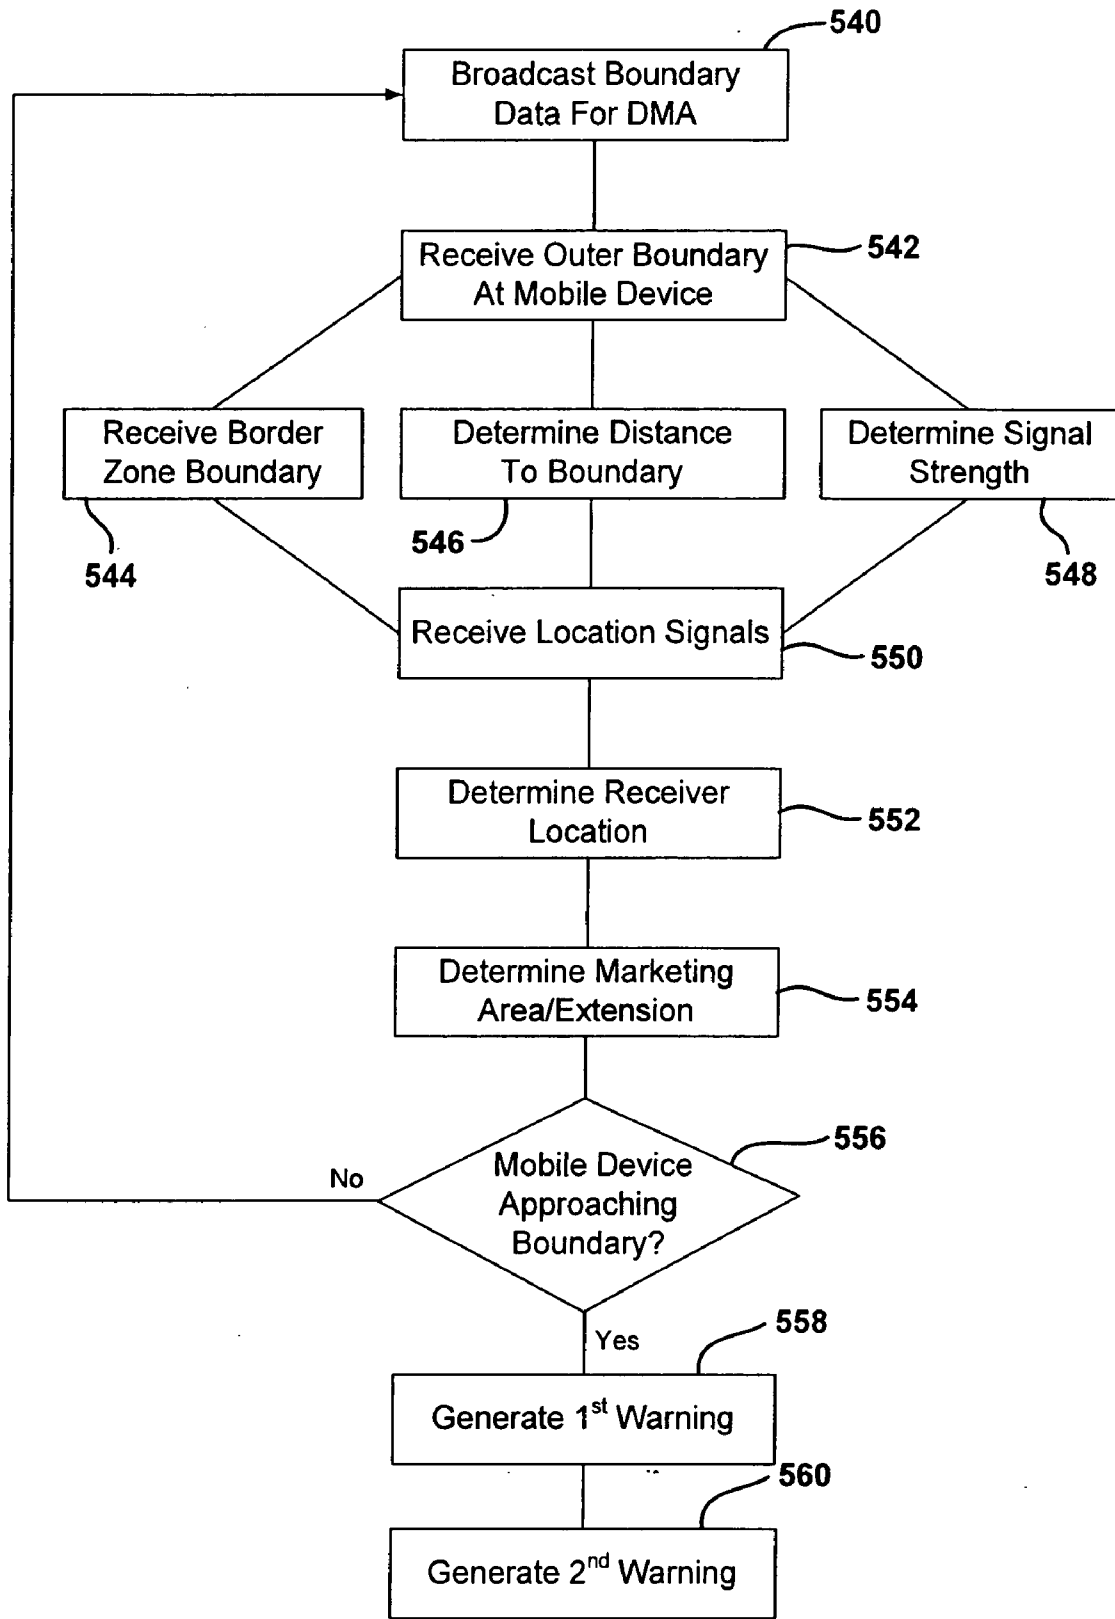 540
Broadcast Boundary
Data For DMA
Receive Outer Boundary
At Mobile Device
542
Receive Border
Zone Boundary
Determine Distance
To Boundary
Determine Signal
Strength
544
546
548
Receive Location Signals
550
Determine Receiver
Location
552
Determine Marketing
Area/Extension
554
556
No
Mobile Device
Approaching
Boundary?
Yes
558
Generate 1st Warning
560
Generate 2nd Warning